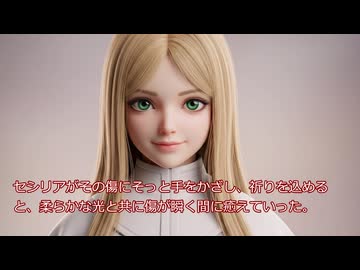 セシリアがその傷にそっと手をかざし、祈りを込める
と、柔らかな光と共に傷が瞬く間に癒えていった。